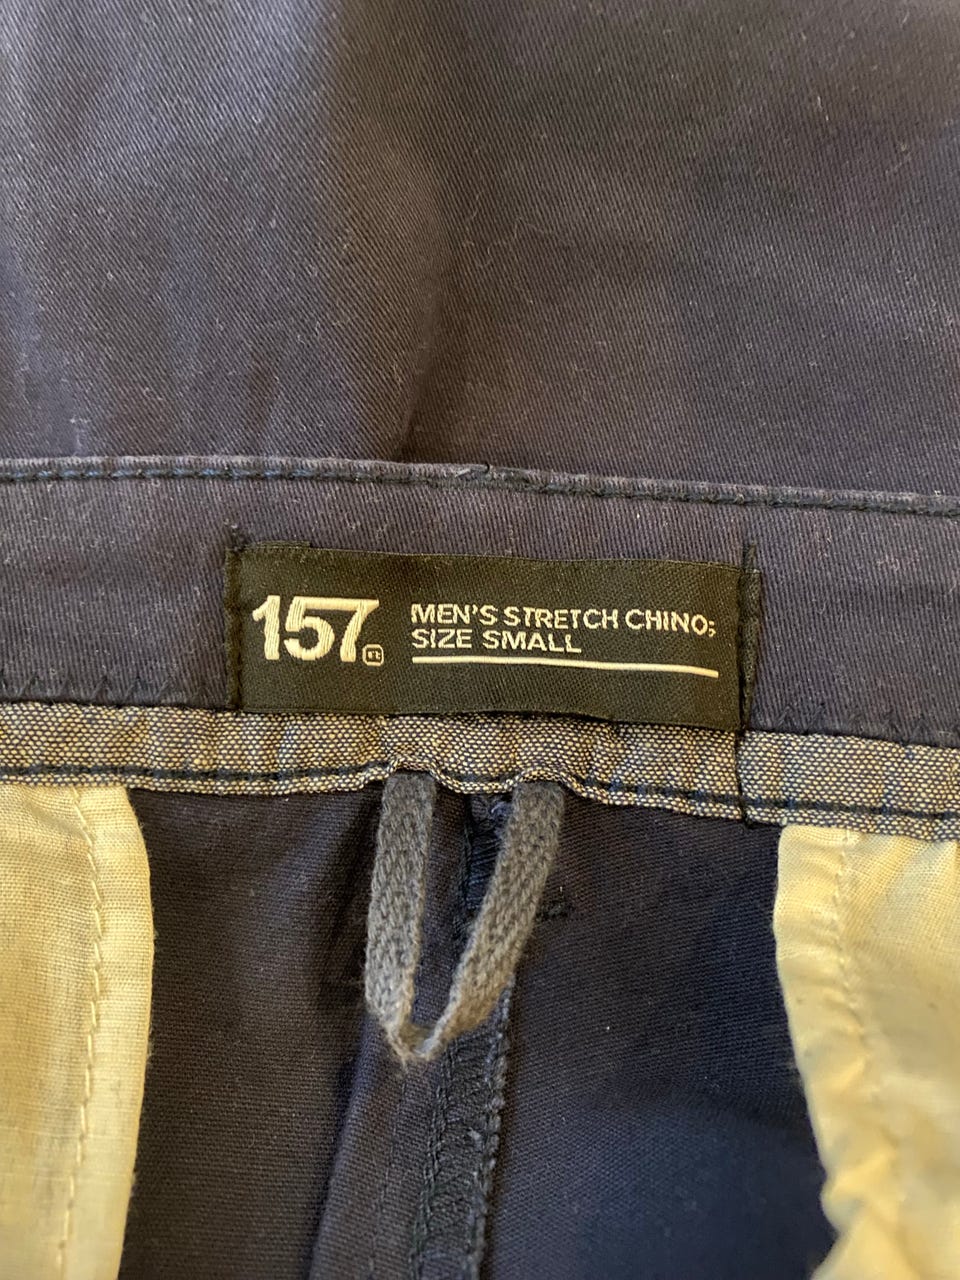 157
MEN'S STRETCH CHINO;
SIZE SMALL